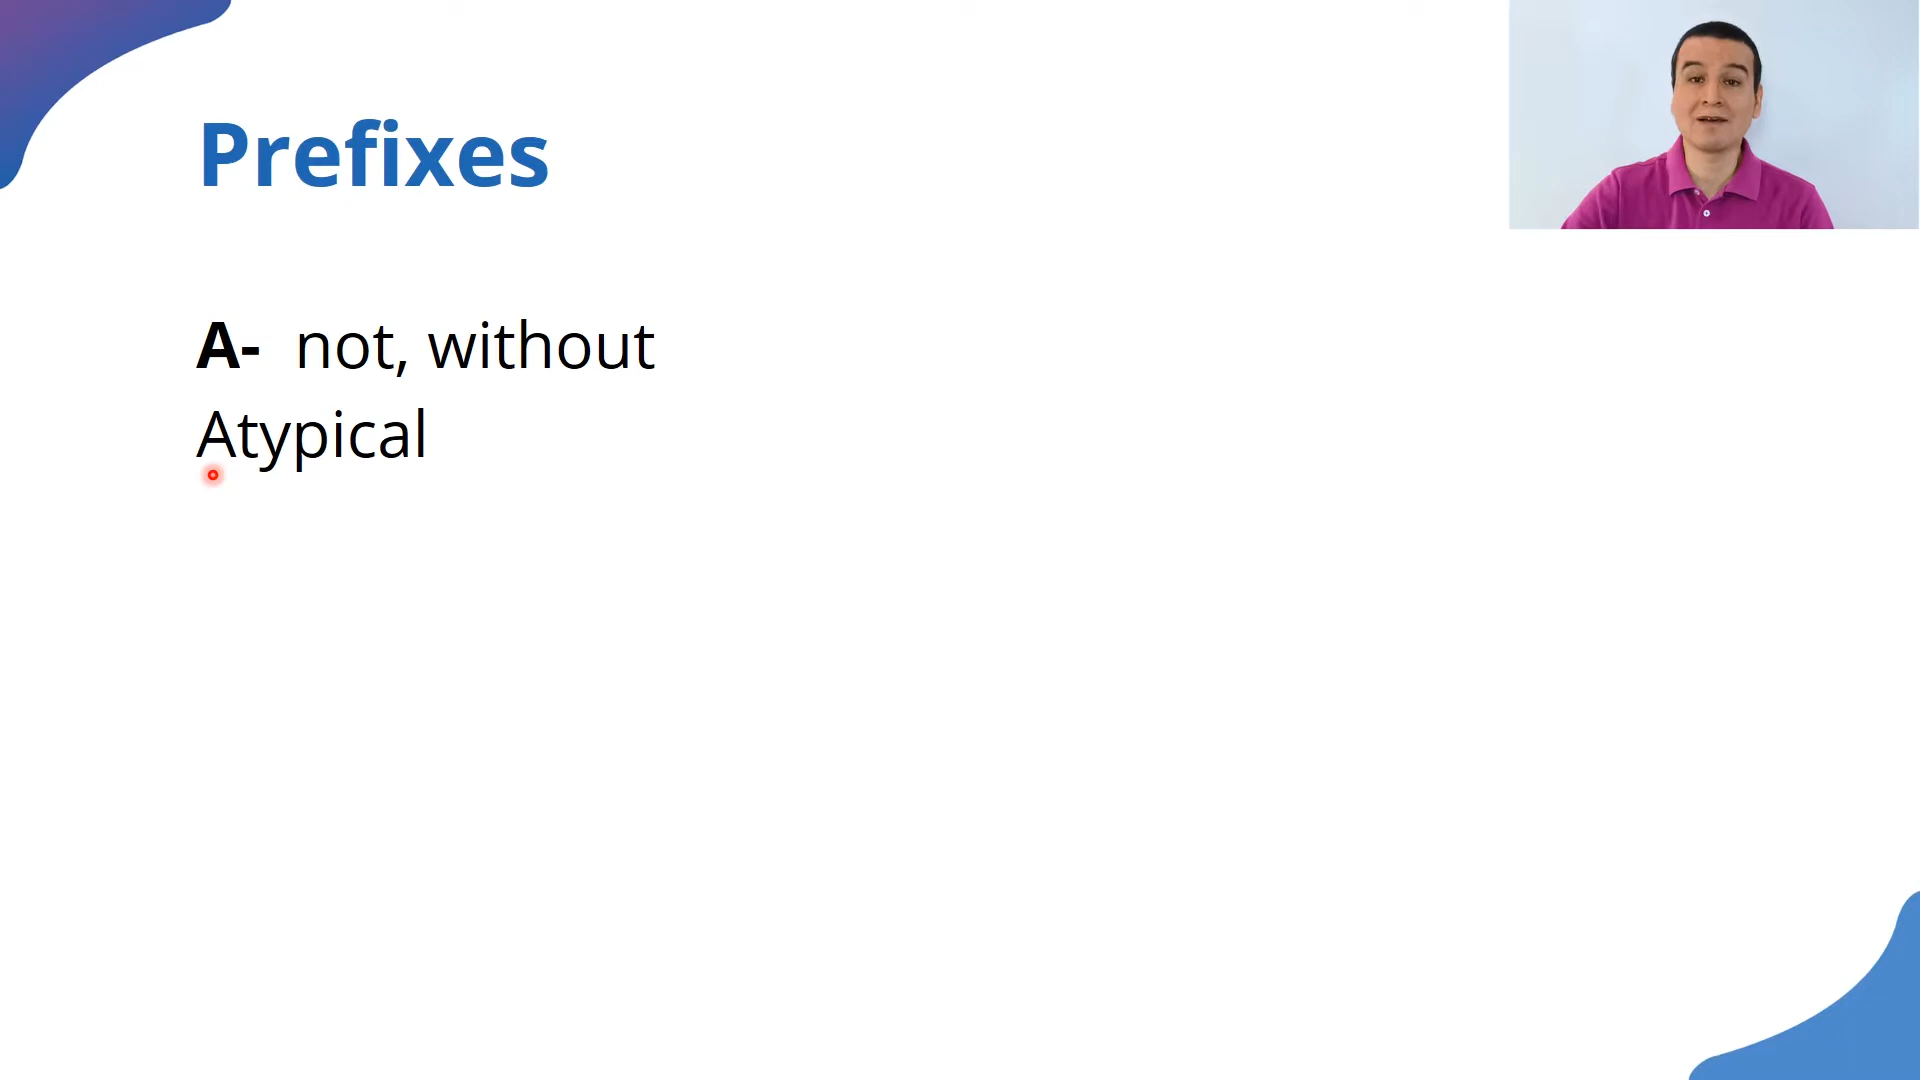 Prefixes
A- not, without
Atypical